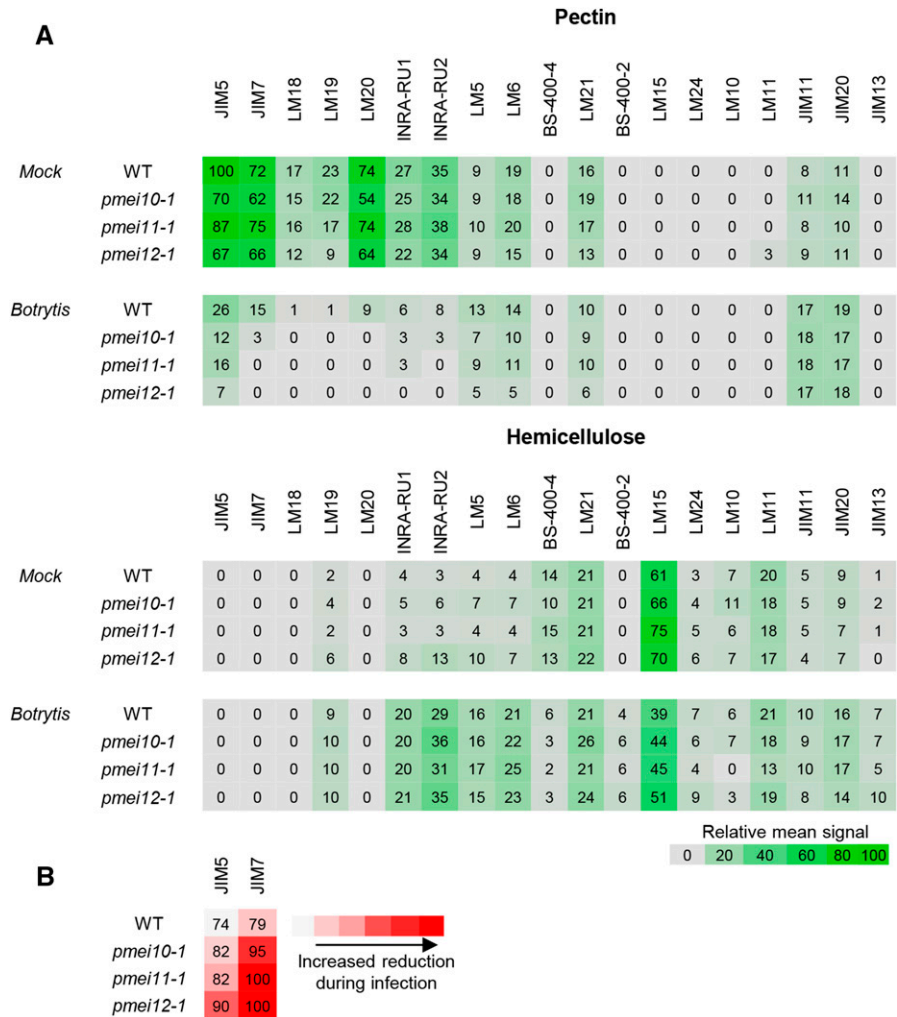 A
Pectin
JIM5 JIM7 LM18 LM19 LM20 INRA-RU1 INRA-RU2 LM5 LM6 BS-400-4 LM21 BS-400-2 LM15 LM24 LM10 LM11 JIM11 JIM20 JIM13
Mock WT 100 72 17 23 74 27 35 9 19 0 16 0 0 0 0 0 8 11 0
pmei10-1 70 62 15 22 54 25 34 9 18 0 19 0 0 0 0 0 11 14 0
pmei11-1 87 75 16 17 74 28 38 10 20 0 17 0 0 0 0 0 8 10 0
pmei12-1 67 66 12 9 64 22 34 9 15 0 13 0 0 0 0 3 9 11 0
Botrytis WT 26 15 1 1 9 6 8 13 14 0 10 0 0 0 0 0 17 19 0
pmei10-1 12 3 0 0 0 3 3 7 10 0 9 0 0 0 0 0 18 17 0
pmei11-1 16 0 0 0 0 3 0 9 11 0 10 0 0 0 0 0 18 17 0
pmei12-1 7 0 0 0 0 0 0 5 5 0 6 0 0 0 0 0 17 18 0
Hemicellulose
JIM5 JIM7 LM18 LM19 LM20 INRA-RU1 INRA-RU2 LM5 LM6 BS-400-4 LM21 BS-400-2 LM15 LM24 LM10 LM11 JIM11 JIM20 JIM13
Mock WT 0 0 0 2 0 4 3 4 4 14 21 0 61 3 7 20 5 9 1
pmei10-1 0 0 0 4 0 5 6 7 7 10 21 0 66 4 11 18 5 9 2
pmei11-1 0 0 0 2 0 3 3 4 4 15 21 0 75 5 6 18 5 7 1
pmei12-1 0 0 0 6 0 8 13 10 7 13 22 0 70 6 7 17 4 7 0
Botrytis WT 0 0 0 9 0 20 29 16 21 6 21 4 39 7 6 21 10 16 7
pmei10-1 0 0 0 10 0 20 36 16 22 3 26 6 44 6 7 18 9 17 7
pmei11-1 0 0 0 10 0 20 31 17 25 2 21 6 45 4 0 13 10 17 5
pmei12-1 0 0 0 10 0 21 35 15 23 3 24 6 51 9 3 19 8 14 10
Relative mean signal
0 20 40 60 80 100
B
JIM5 JIM7
WT 74 79
pmei10-1 82 95
pmei11-1 82 100
pmei12-1 90 100
Increased reduction
during infection